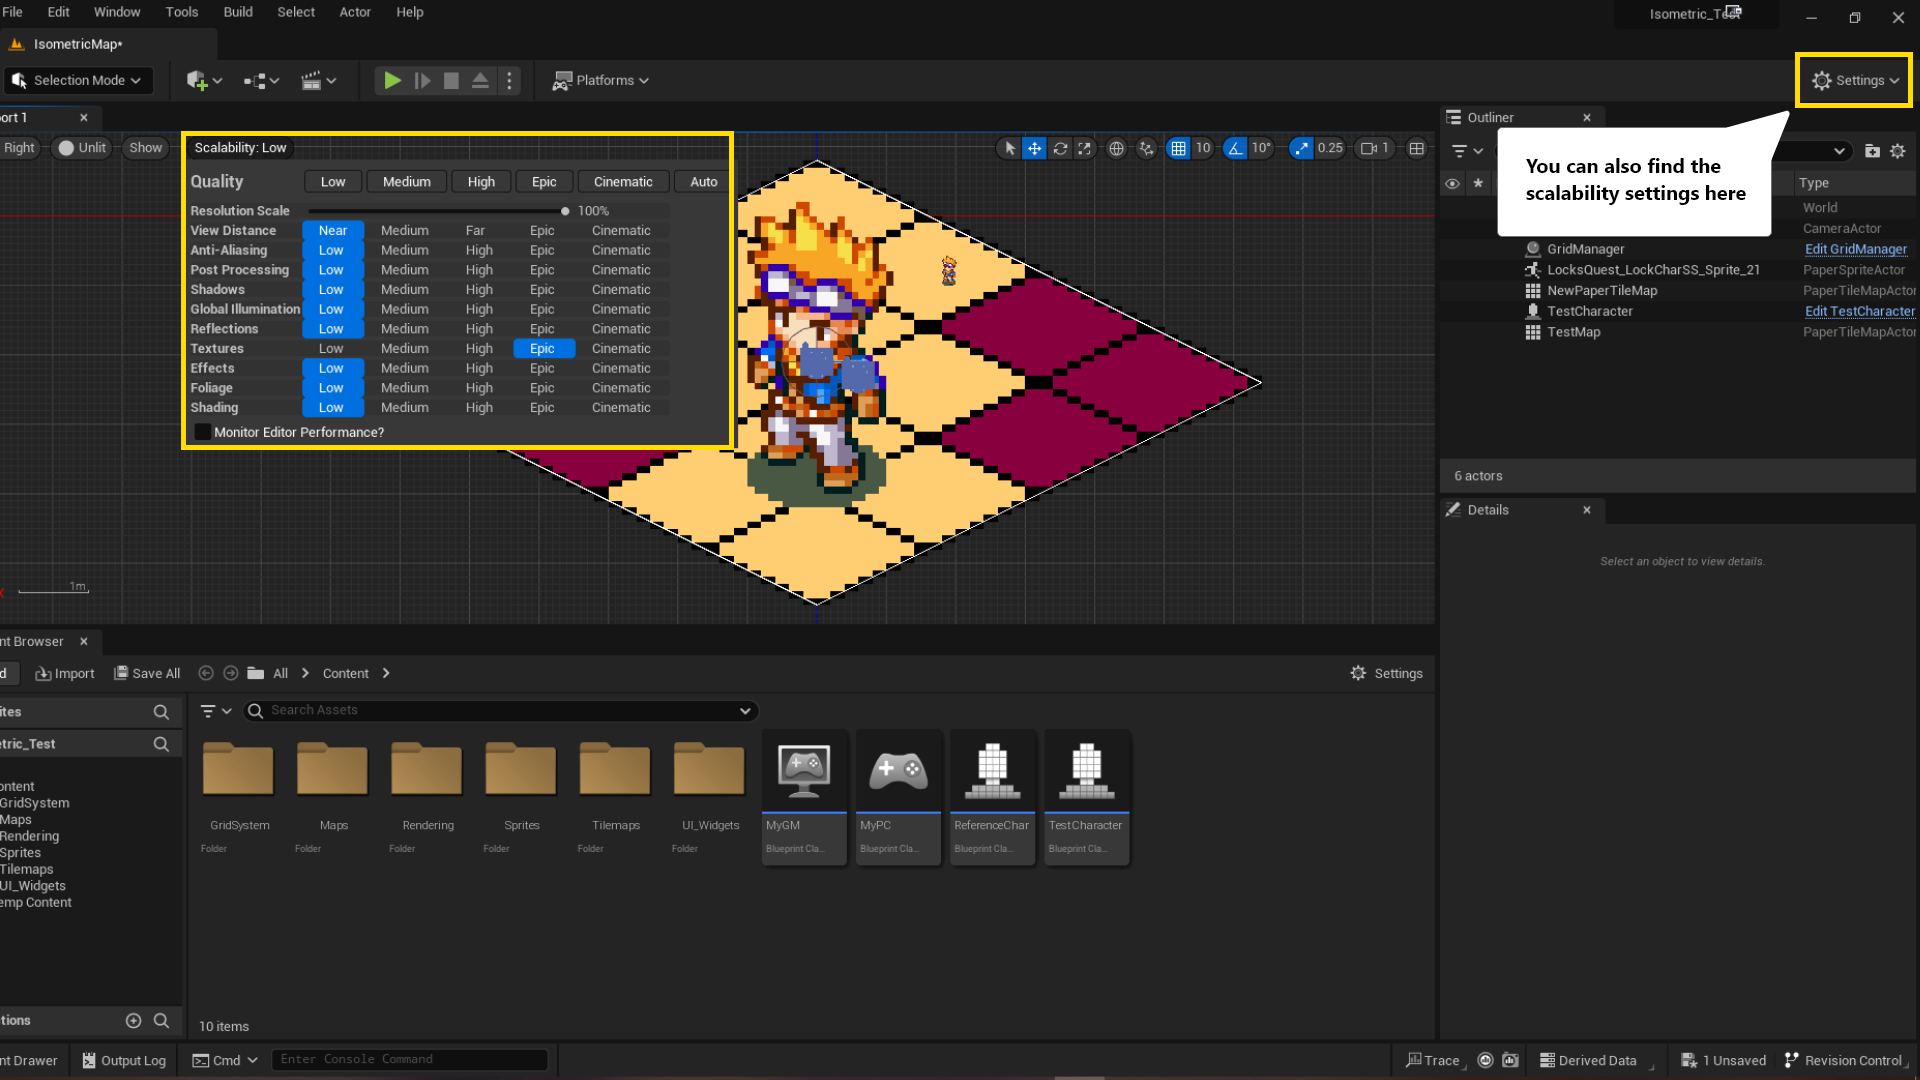 File Edit Window Tools Build Select Actor Help
IsometricMap*
Selection Mode
Platforms
Settings
ort 1
Right Unlit Show
10 10° 0.25 1
Outliner
You can also find the
scalability settings here
Type
World
CameraActor
GridManager Edit GridManager
LocksQuest_LockCharSS_Sprite_21 PaperSpriteActor
NewPaperTileMap PaperTileMapActor
TestCharacter Edit TestCharacter
TestMap PaperTileMapActor
6 actors
Scalability: Low
Quality Low Medium High Epic Cinematic Auto
Resolution Scale 100%
View Distance Near Medium Far Epic Cinematic
Anti-Aliasing Low Medium High Epic Cinematic
Post Processing Low Medium High Epic Cinematic
Shadows Low Medium High Epic Cinematic
Global Illumination Low Medium High Epic Cinematic
Reflections Low Medium High Epic Cinematic
Textures Low Medium High Epic Cinematic
Effects Low Medium High Epic Cinematic
Foliage Low Medium High Epic Cinematic
Shading Low Medium High Epic Cinematic
Monitor Editor Performance?
Details
Select an object to view details.
X 1m
nt Browser
d Import Save All All Content Settings
ites
etric_Test
ontent
GridSystem
Maps
Rendering
Sprites
Tilemaps
UI_Widgets
emp Content
tions
Search Assets
GridSystem Maps Rendering Sprites Tilemaps UI_Widgets MyGM MyPC ReferenceChar TestCharacter
Folder Folder Folder Folder Folder Folder Blueprint Cla... Blueprint Cla... Blueprint Cla... Blueprint Cla...
10 items
nt Drawer Output Log Cmd Enter Console Command Trace Derived Data 1 Unsaved Revision Control